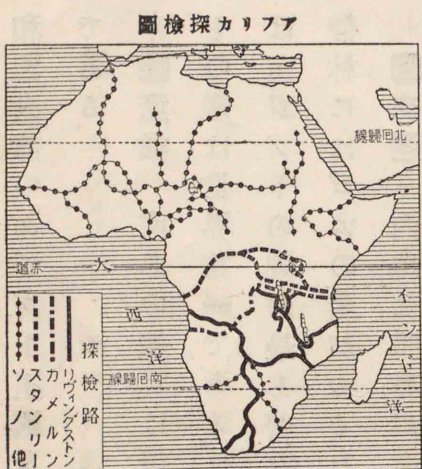 アフリカ探檢圖
北回歸線
赤道
大西洋
インド洋
南回歸線
探檢路
リヴィングストン
カメルン
スタンリー
ソノ他